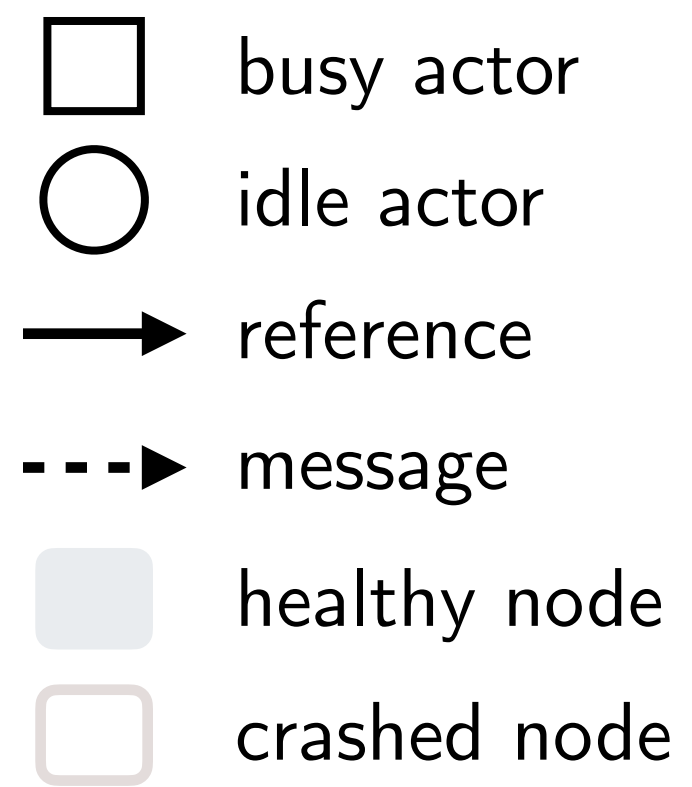 busy actor
idle actor
reference
message
healthy node
crashed node